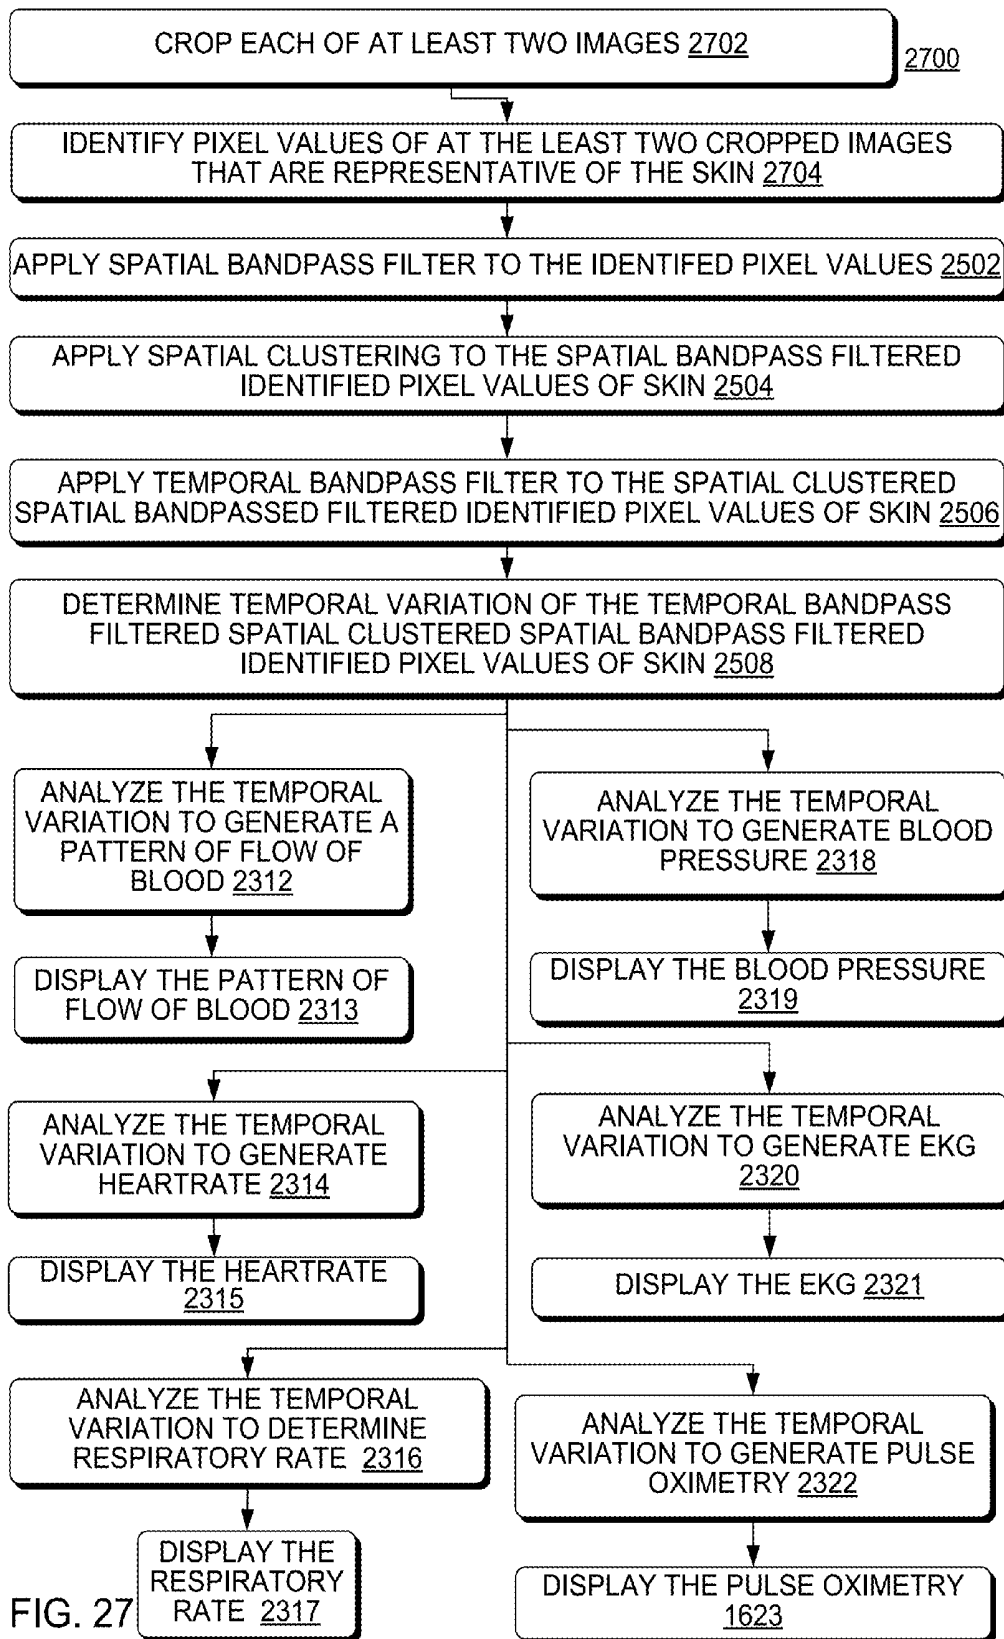 CROP EACH OF AT LEAST TWO IMAGES 2702
2700
IDENTIFY PIXEL VALUES OF AT THE LEAST TWO CROPPED IMAGES
THAT ARE REPRESENTATIVE OF THE SKIN 2704
APPLY SPATIAL BANDPASS FILTER TO THE IDENTIFED PIXEL VALUES 2502
APPLY SPATIAL CLUSTERING TO THE SPATIAL BANDPASS FILTERED
IDENTIFIED PIXEL VALUES OF SKIN 2504
APPLY TEMPORAL BANDPASS FILTER TO THE SPATIAL CLUSTERED
SPATIAL BANDPASSED FILTERED IDENTIFIED PIXEL VALUES OF SKIN 2506
DETERMINE TEMPORAL VARIATION OF THE TEMPORAL BANDPASS
FILTERED SPATIAL CLUSTERED SPATIAL BANDPASS FILTERED
IDENTIFIED PIXEL VALUES OF SKIN 2508
ANALYZE THE TEMPORAL
VARIATION TO GENERATE A
PATTERN OF FLOW OF
BLOOD 2312
DISPLAY THE PATTERN OF
FLOW OF BLOOD 2313
ANALYZE THE TEMPORAL
VARIATION TO GENERATE BLOOD
PRESSURE 2318
DISPLAY THE BLOOD PRESSURE
2319
ANALYZE THE TEMPORAL
VARIATION TO GENERATE
HEARTRATE 2314
DISPLAY THE HEARTRATE
2315
ANALYZE THE TEMPORAL
VARIATION TO GENERATE EKG
2320
DISPLAY THE EKG 2321
ANALYZE THE TEMPORAL
VARIATION TO DETERMINE
RESPIRATORY RATE 2316
DISPLAY THE
RESPIRATORY
RATE 2317
ANALYZE THE TEMPORAL
VARIATION TO GENERATE PULSE
OXIMETRY 2322
DISPLAY THE PULSE OXIMETRY
1623
FIG. 27